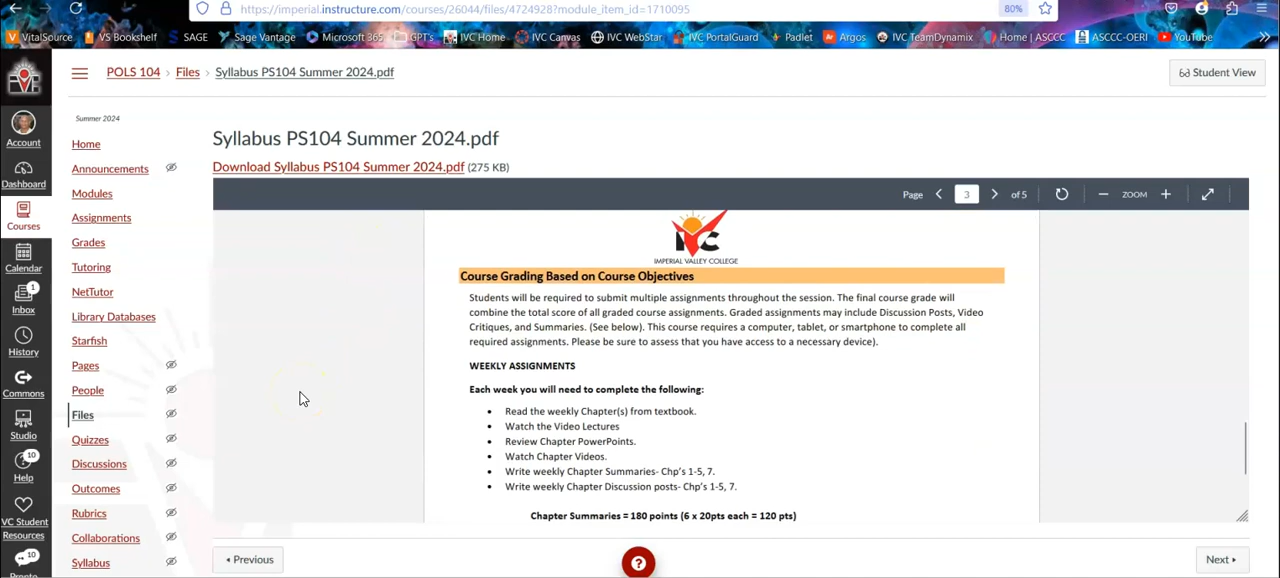 https://imperial.instructure.com/courses/26044/files/4724928?module_item_id=1710095
80%
VitalSource
VS Bookshelf
SAGE
Sage Vantage
Microsoft 365
GPT's
IVC Home
IVC Canvas
IVC WebStar
IVC PortalGuard
Padlet
Argos
IVC TeamDynamix
Home | ASCCC
ASCCC-OERI
YouTube
POLS 104 › Files › Syllabus PS104 Summer 2024.pdf
Student View
Account
Dashboard
Courses
Calendar
1
Inbox
History
Commons
Studio
10
Help
VC Student
Resources
10
Summer 2024
Home
Announcements
Modules
Assignments
Grades
Tutoring
NetTutor
Library Databases
Starfish
Pages
People
Files
Quizzes
Discussions
Outcomes
Rubrics
Collaborations
Syllabus
Syllabus PS104 Summer 2024.pdf
Download Syllabus PS104 Summer 2024.pdf (275 KB)
Page 3 of 5 ZOOM
IVC
IMPERIAL VALLEY COLLEGE
Course Grading Based on Course Objectives
Students will be required to submit multiple assignments throughout the session. The final course grade will
combine the total score of all graded course assignments. Graded assignments may include Discussion Posts, Video
Critiques, and Summaries. (See below). This course requires a computer, tablet, or smartphone to complete all
required assignments. Please be sure to assess that you have access to a necessary device).
WEEKLY ASSIGNMENTS
Each week you will need to complete the following:
• Read the weekly Chapter(s) from textbook.
• Watch the Video Lectures
• Review Chapter PowerPoints.
• Watch Chapter Videos.
• Write weekly Chapter Summaries- Chp's 1-5, 7.
• Write weekly Chapter Discussion posts- Chp's 1-5, 7.
Chapter Summaries = 180 points (6 x 20pts each = 120 pts)
Previous
?
Next